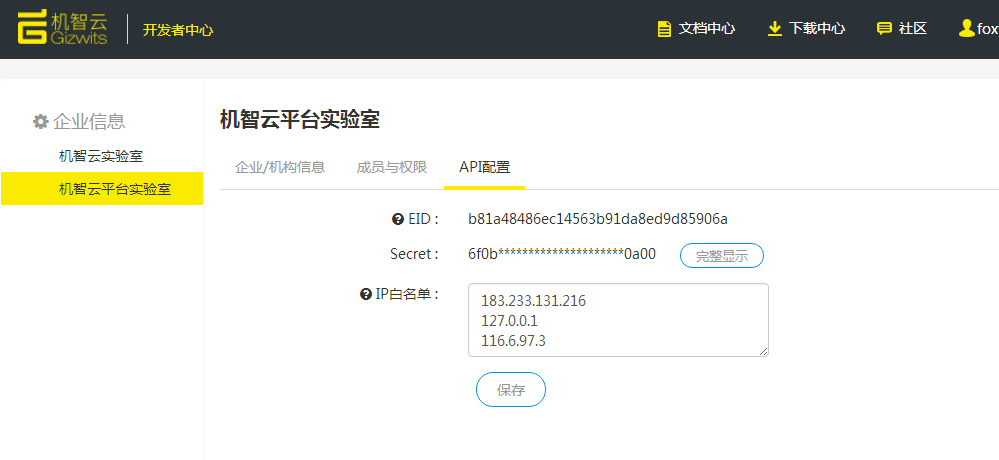 机智云
Gizwits
开发者中心
文档中心
下载中心
社区
fox
企业信息
机智云实验室
机智云平台实验室
机智云平台实验室
企业/机构信息
成员与权限
API配置
EID :
b81a48486ec14563b91da8ed9d85906a
Secret :
6f0b*********************0a00
完整显示
IP白名单 :
183.233.131.216
127.0.0.1
116.6.97.3
保存